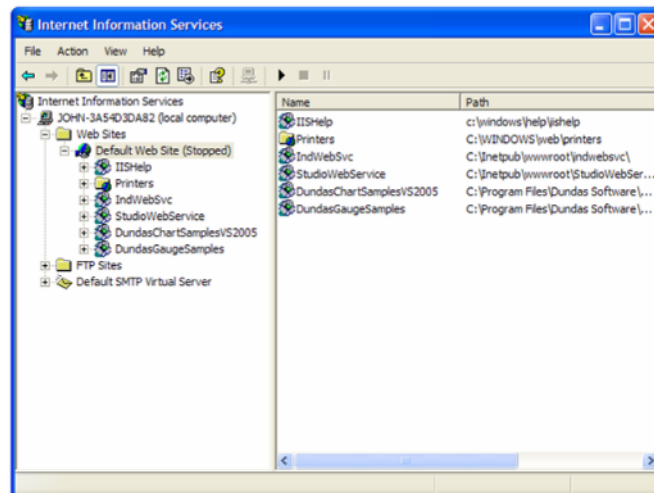 Internet Information Services
File Action View Help
Internet Information Services
JOHN-3A54D3DA82 (local computer)
Web Sites
Default Web Site (Stopped)
IISHelp
Printers
IndWebSvc
StudioWebService
DundasChartSamplesVS2005
DundasGaugeSamples
FTP Sites
Default SMTP Virtual Server
Name Path
IISHelp c:\windows\help\iishelp
Printers C:\WINDOWS\web\printers
IndWebSvc C:\Inetpub\wwwroot\indwebsvc\
StudioWebService C:\Inetpub\wwwroot\StudioWebSer...
DundasChartSamplesVS2005 C:\Program Files\Dundas Software\...
DundasGaugeSamples C:\Program Files\Dundas Software\...